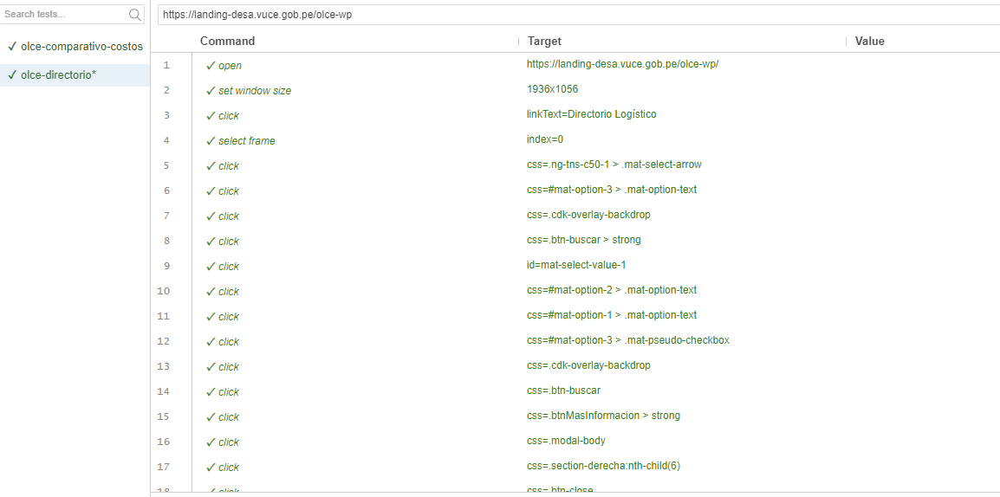 Search tests...
https://landing-desa.vuce.gob.pe/olce-wp
Command Target Value
✓ olce-comparativo-costos
✓ olce-directorio*
1 ✓ open https://landing-desa.vuce.gob.pe/olce-wp/
2 ✓ set window size 1936x1056
3 ✓ click linkText=Directorio Logístico
4 ✓ select frame index=0
5 ✓ click css=.ng-tns-c50-1 > .mat-select-arrow
6 ✓ click css=#mat-option-3 > .mat-option-text
7 ✓ click css=.cdk-overlay-backdrop
8 ✓ click css=.btn-buscar > strong
9 ✓ click id=mat-select-value-1
10 ✓ click css=#mat-option-2 > .mat-option-text
11 ✓ click css=#mat-option-1 > .mat-option-text
12 ✓ click css=#mat-option-3 > .mat-pseudo-checkbox
13 ✓ click css=.cdk-overlay-backdrop
14 ✓ click css=.btn-buscar
15 ✓ click css=.btnMasInformacion > strong
16 ✓ click css=.modal-body
17 ✓ click css=.section-derecha:nth-child(6)
18 ✓ click css=.btn-close